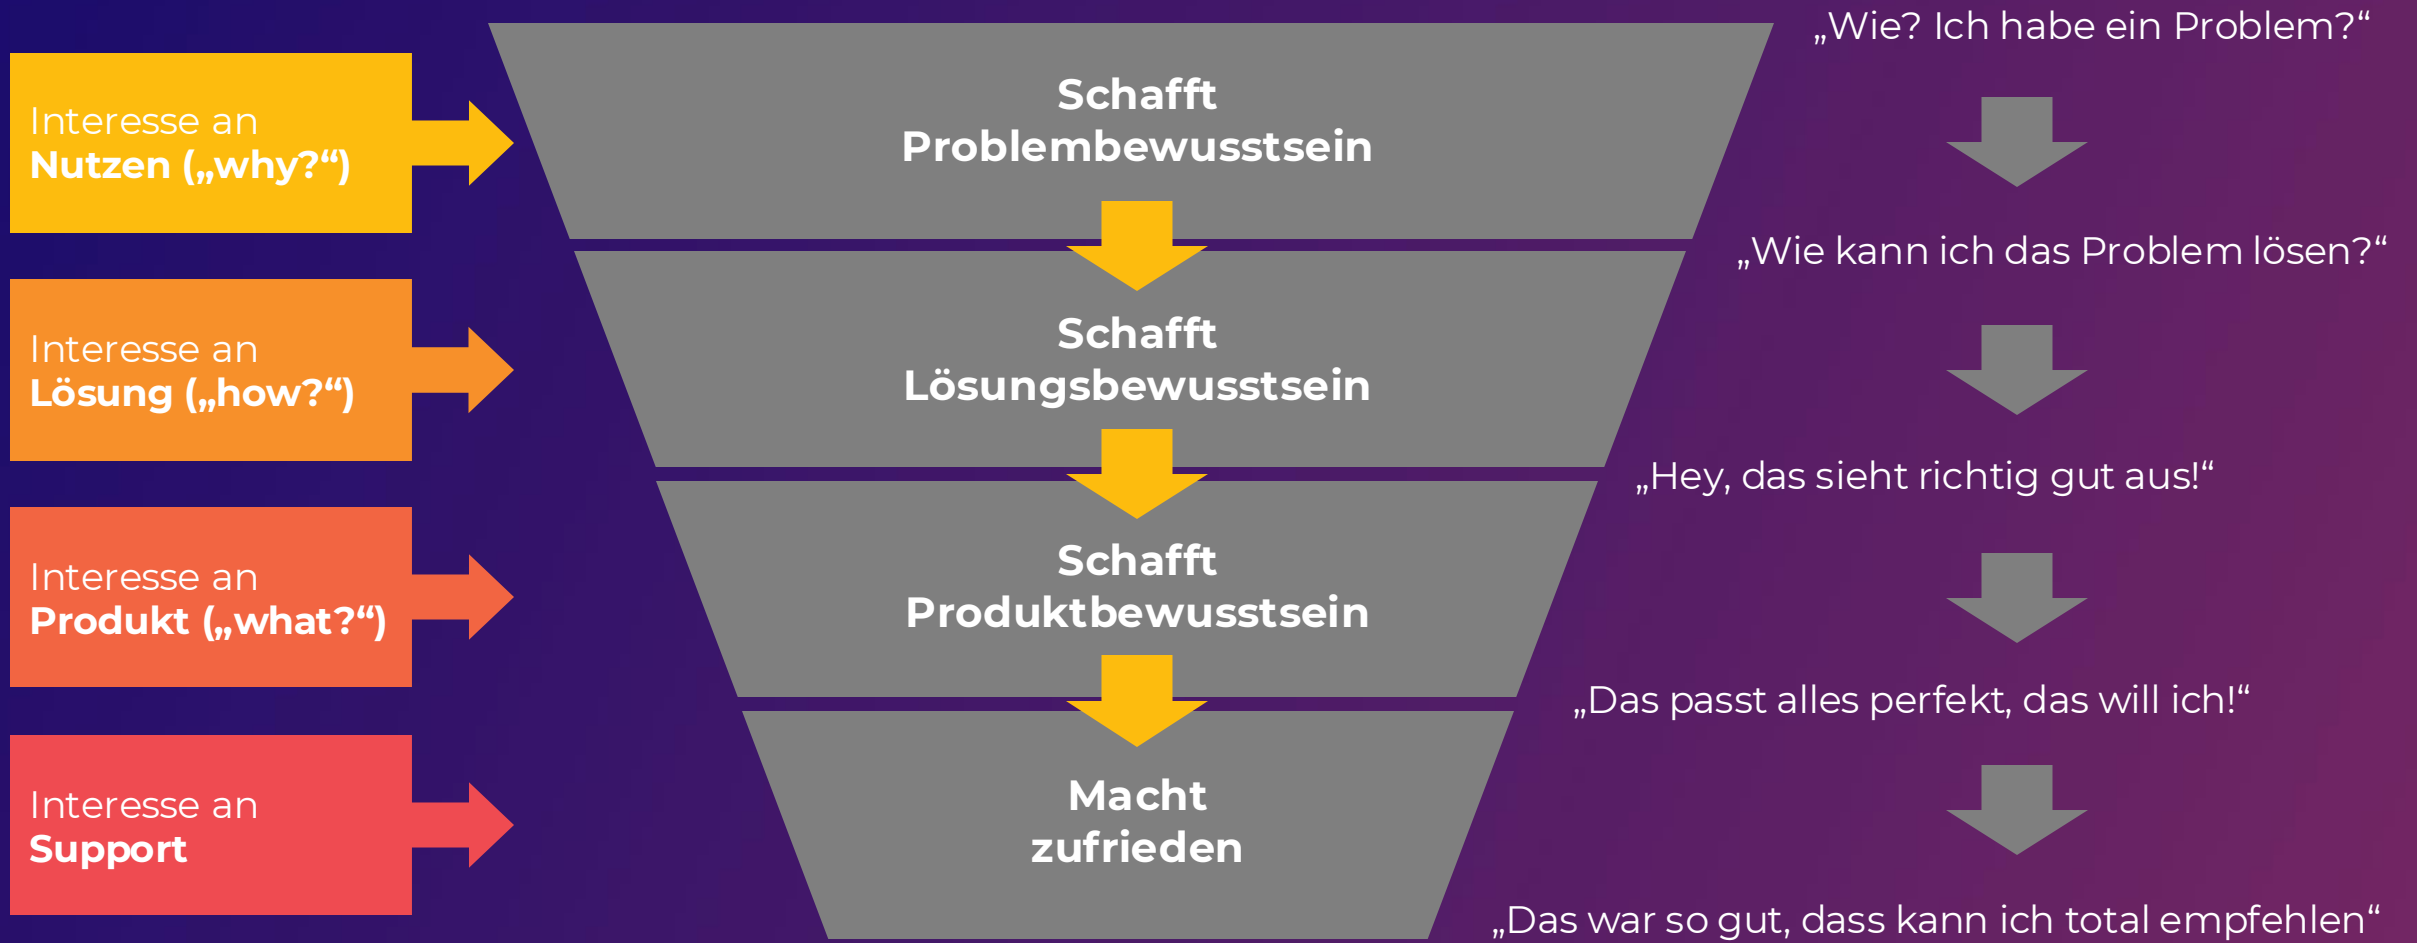 Interesse an
Nutzen („why?“)
Interesse an
Lösung („how?“)
Interesse an
Produkt („what?“)
Interesse an
Support
Schafft
Problembewusstsein
Schafft
Lösungsbewusstsein
Schafft
Produktbewusstsein
Macht
zufrieden
„Wie? Ich habe ein Problem?“
„Wie kann ich das Problem lösen?“
„Hey, das sieht richtig gut aus!“
„Das passt alles perfekt, das will ich!“
„Das war so gut, dass kann ich total empfehlen“